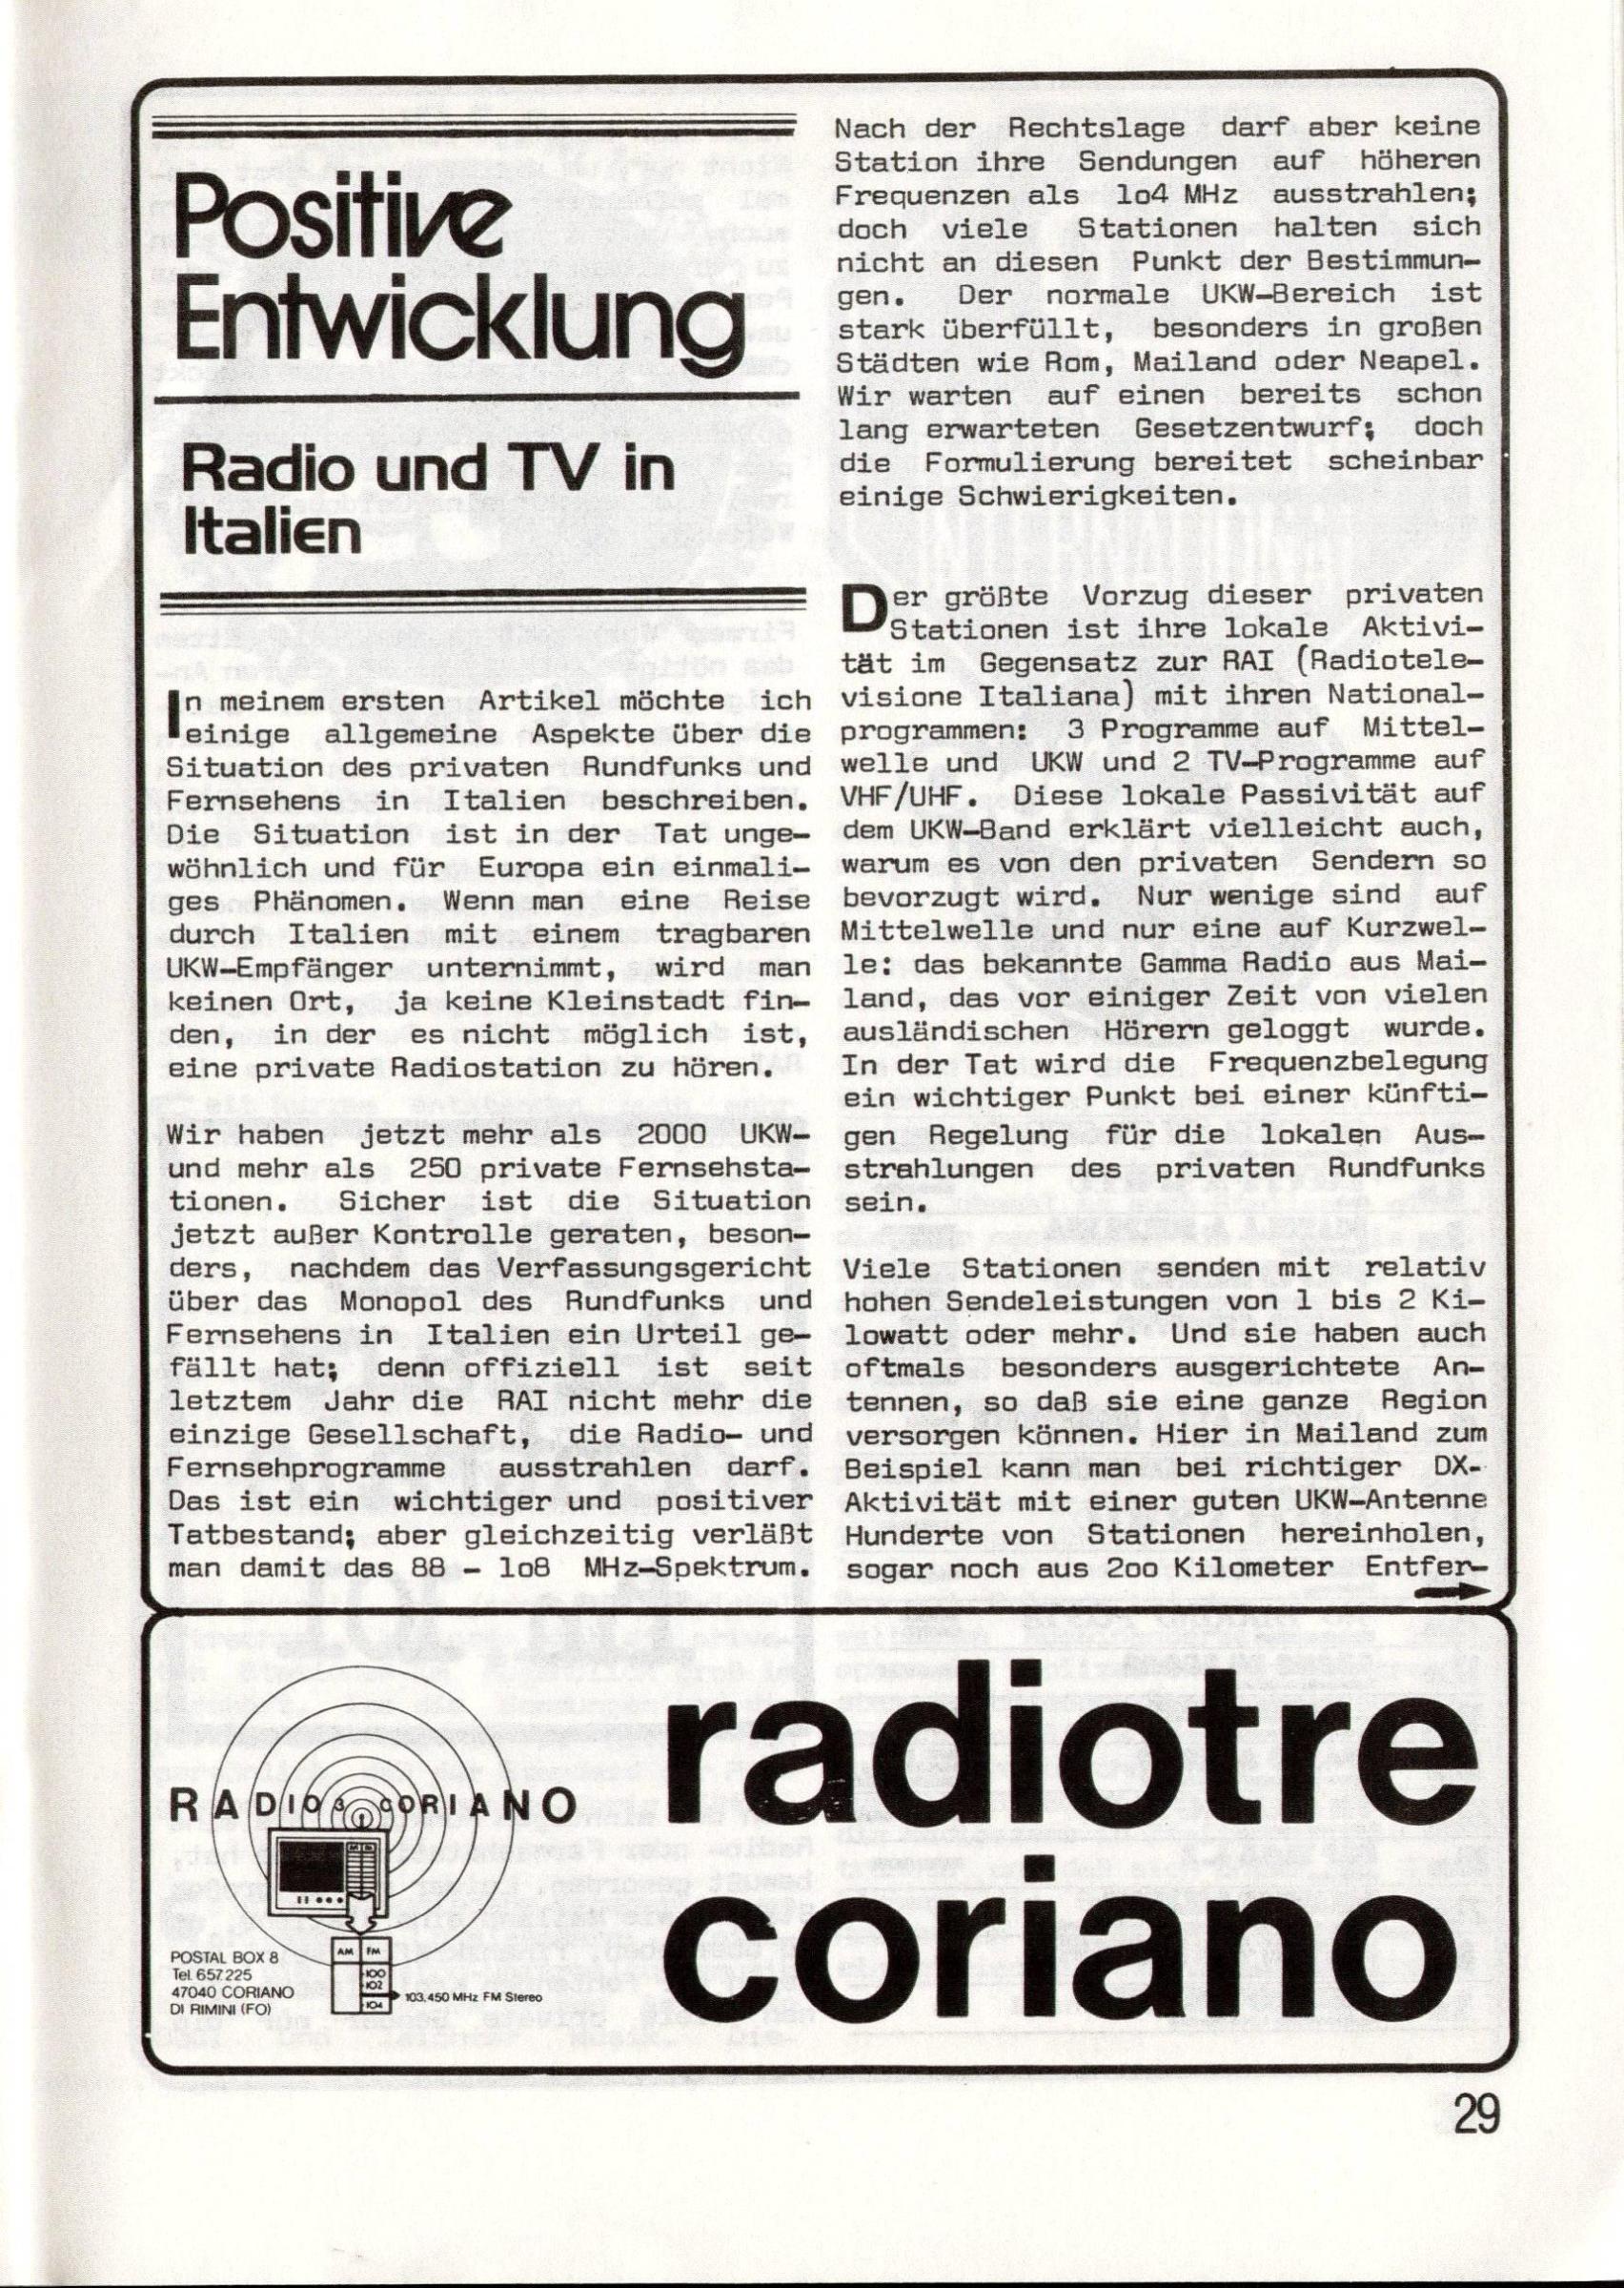 Positive
Entwicklung
Radio und TV in
Italien
In meinem ersten Artikel möchte ich
einige allgemeine Aspekte über die
Situation des privaten Rundfunks und
Fernsehens in Italien beschreiben.
Die Situation ist in der Tat unge-
wöhnlich und für Europa ein einmali-
ges Phänomen. Wenn man eine Reise
durch Italien mit einem tragbaren
UKW-Empfänger unternimmt, wird man
keinen Ort, ja keine Kleinstadt fin-
den, in der es nicht möglich ist,
eine private Radiostation zu hören.
Wir haben jetzt mehr als 2000 UKW-
und mehr als 250 private Fernsehsta-
tionen. Sicher ist die Situation
jetzt außer Kontrolle geraten, beson-
ders, nachdem das Verfassungsgericht
über das Monopol des Rundfunks und
Fernsehens in Italien ein Urteil ge-
fällt hat; denn offiziell ist seit
letztem Jahr die RAI nicht mehr die
einzige Gesellschaft, die Radio- und
Fernsehprogramme ausstrahlen darf.
Das ist ein wichtiger und positiver
Tatbestand; aber gleichzeitig verläßt
man damit das 88 - lo8 MHz-Spektrum.
Nach der Rechtslage darf aber keine
Station ihre Sendungen auf höheren
Frequenzen als lo4 MHz ausstrahlen;
doch viele Stationen halten sich
nicht an diesen Punkt der Bestimmun-
gen. Der normale UKW-Bereich ist
stark überfüllt, besonders in großen
Städten wie Rom, Mailand oder Neapel.
Wir warten auf einen bereits schon
lang erwarteten Gesetzentwurf; doch
die Formulierung bereitet scheinbar
einige Schwierigkeiten.
Der größte Vorzug dieser privaten
Stationen ist ihre lokale Aktivi-
tät im Gegensatz zur RAI (Radiotele-
visione Italiana) mit ihren National-
programmen: 3 Programme auf Mittel-
welle und UKW und 2 TV-Programme auf
VHF/UHF. Diese lokale Passivität auf
dem UKW-Band erklärt vielleicht auch,
warum es von den privaten Sendern so
bevorzugt wird. Nur wenige sind auf
Mittelwelle und nur eine auf Kurzwel-
le: das bekannte Gamma Radio aus Mai-
land, das vor einiger Zeit von vielen
ausländischen Hörern geloggt wurde.
In der Tat wird die Frequenzbelegung
ein wichtiger Punkt bei einer künfti-
gen Regelung für die lokalen Aus-
strahlungen des privaten Rundfunks
sein.
Viele Stationen senden mit relativ
hohen Sendeleistungen von l bis 2 Ki-
lowatt oder mehr. Und sie haben auch
oftmals besonders ausgerichtete An-
tennen, so daß sie eine ganze Region
versorgen können. Hier in Mailand zum
Beispiel kann man bei richtiger DX-
Aktivität mit einer guten UKW-Antenne
Hunderte von Stationen hereinholen,
sogar noch aus 2oo Kilometer Entfer-
RADIO 3 CORIANO
POSTAL BOX 8
Tel. 657.225
47040 CORIANO
DI RIMINI (FO)
AM FM
100
102
104
103.450 MHz FM Stereo
radiotre
coriano
29